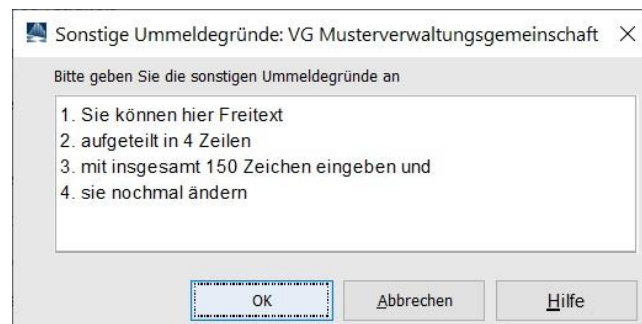 Sonstige Ummeldegründe: VG Musterverwaltungsgemeinschaft
Bitte geben Sie die sonstigen Ummeldegründe an
1. Sie können hier Freitext
2. aufgeteilt in 4 Zeilen
3. mit insgesamt 150 Zeichen eingeben und
4. sie nochmal ändern
OK Abbrechen Hilfe